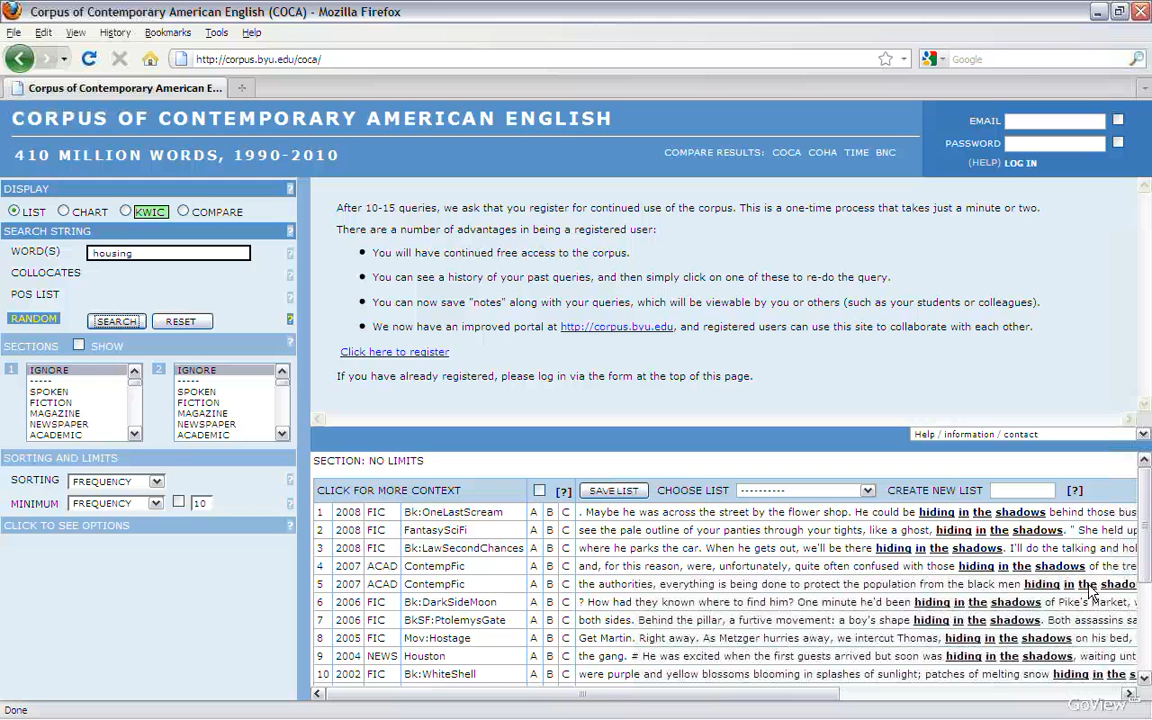 Corpus of Contemporary American English (COCA) - Mozilla Firefox
File Edit View History Bookmarks Tools Help
http://corpus.byu.edu/coca/
Google
Corpus of Contemporary American E...
CORPUS OF CONTEMPORARY AMERICAN ENGLISH
410 MILLION WORDS, 1990-2010
COMPARE RESULTS: COCA COHA TIME BNC
EMAIL
PASSWORD
(HELP) LOG IN
DISPLAY ?
LIST CHART KWIC COMPARE ?
SEARCH STRING ?
WORD(S) housing ?
COLLOCATES ?
POS LIST ?
RANDOM SEARCH RESET ?
SECTIONS SHOW ?
1 IGNORE 2 IGNORE
----- -----
SPOKEN SPOKEN
FICTION FICTION
MAGAZINE MAGAZINE
NEWSPAPER NEWSPAPER
ACADEMIC ACADEMIC
SORTING AND LIMITS
SORTING FREQUENCY ?
MINIMUM FREQUENCY 10 ?
CLICK TO SEE OPTIONS ?
After 10-15 queries, we ask that you register for continued use of the corpus. This is a one-time process that takes just a minute or two.
There are a number of advantages in being a registered user:
You will have continued free access to the corpus.
You can see a history of your past queries, and then simply click on one of these to re-do the query.
You can now save "notes" along with your queries, which will be viewable by you or others (such as your students or colleagues).
We now have an improved portal at http://corpus.byu.edu, and registered users can use this site to collaborate with each other.
Click here to register
If you have already registered, please log in via the form at the top of this page.
Help / information / contact
SECTION: NO LIMITS
CLICK FOR MORE CONTEXT [?] SAVE LIST CHOOSE LIST ---------- CREATE NEW LIST [?]
1 2008 FIC Bk:OneLastScream A B C . Maybe he was across the street by the flower shop. He could be hiding in the shadows behind those bus
2 2008 FIC FantasySciFi A B C see the pale outline of your panties through your tights, like a ghost, hiding in the shadows. " She held up
3 2008 FIC Bk:LawSecondChances A B C where he parks the car. When he gets out, we'll be there hiding in the shadows. I'll do the talking and hol
4 2007 ACAD ContempFic A B C and, for this reason, were, unfortunately, quite often confused with those hiding in the shadows of the tre
5 2007 ACAD ContempFic A B C the authorities, everything is being done to protect the population from the black men hiding in the shado
6 2006 FIC Bk:DarkSideMoon A B C ? How had they known where to find him? One minute he'd been hiding in the shadows of Pike's Market, w
7 2006 FIC BkSF:PtolemysGate A B C both sides. Behind the pillar, a furtive movement: a boy's shape hiding in the shadows. Both assassins sa
8 2005 FIC Mov:Hostage A B C Get Martin. Right away. As Metzger hurries away, we intercut Thomas, hiding in the shadows on his bed,
9 2004 NEWS Houston A B C the gang. # He was excited when the first guests arrived but soon was hiding in the shadows, waiting unt
10 2002 FIC Bk:WhiteShell A B C were purple and yellow blossoms blooming in splashes of sunlight; patches of melting snow hiding in the s
Done
GoView